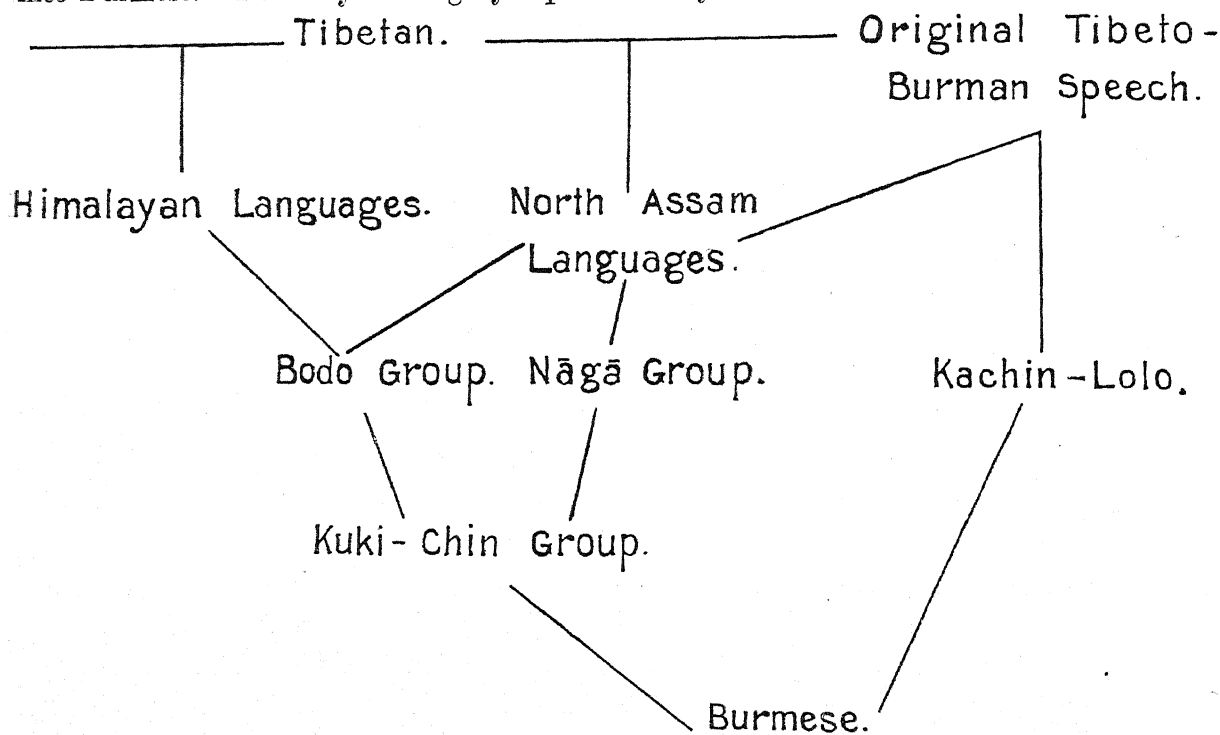 Tibetan.
Original Tibeto-
Burman Speech.
Himalayan Languages.
North Assam
Languages.
Bodo Group.
Nāgā Group.
Kachin-Lolo.
Kuki-Chin Group.
Burmese.